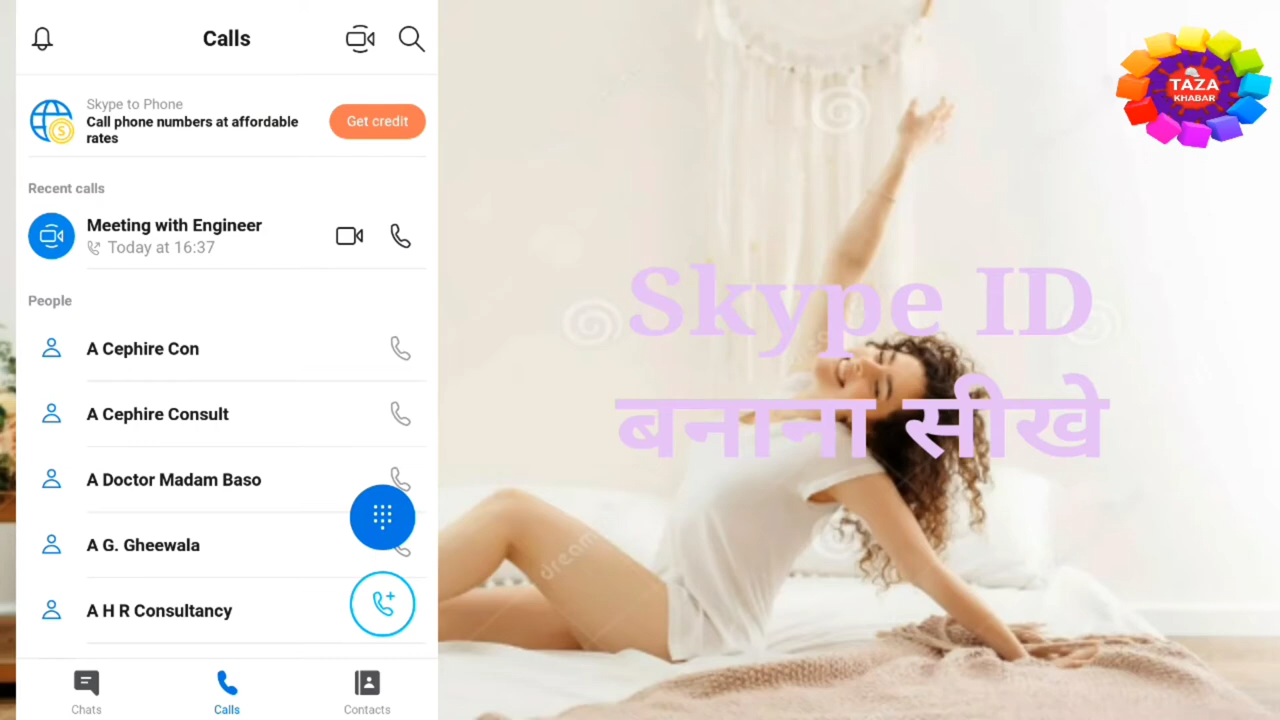 Calls
Skype to Phone
Call phone numbers at affordable
rates
Get credit
Recent calls
Meeting with Engineer
Today at 16:37
People
A Cephire Con
A Cephire Consult
A Doctor Madam Baso
A G. Gheewala
A H R Consultancy
Chats
Calls
Contacts
TAZA
KHABAR
Skype ID
बनाना सीखे
dream